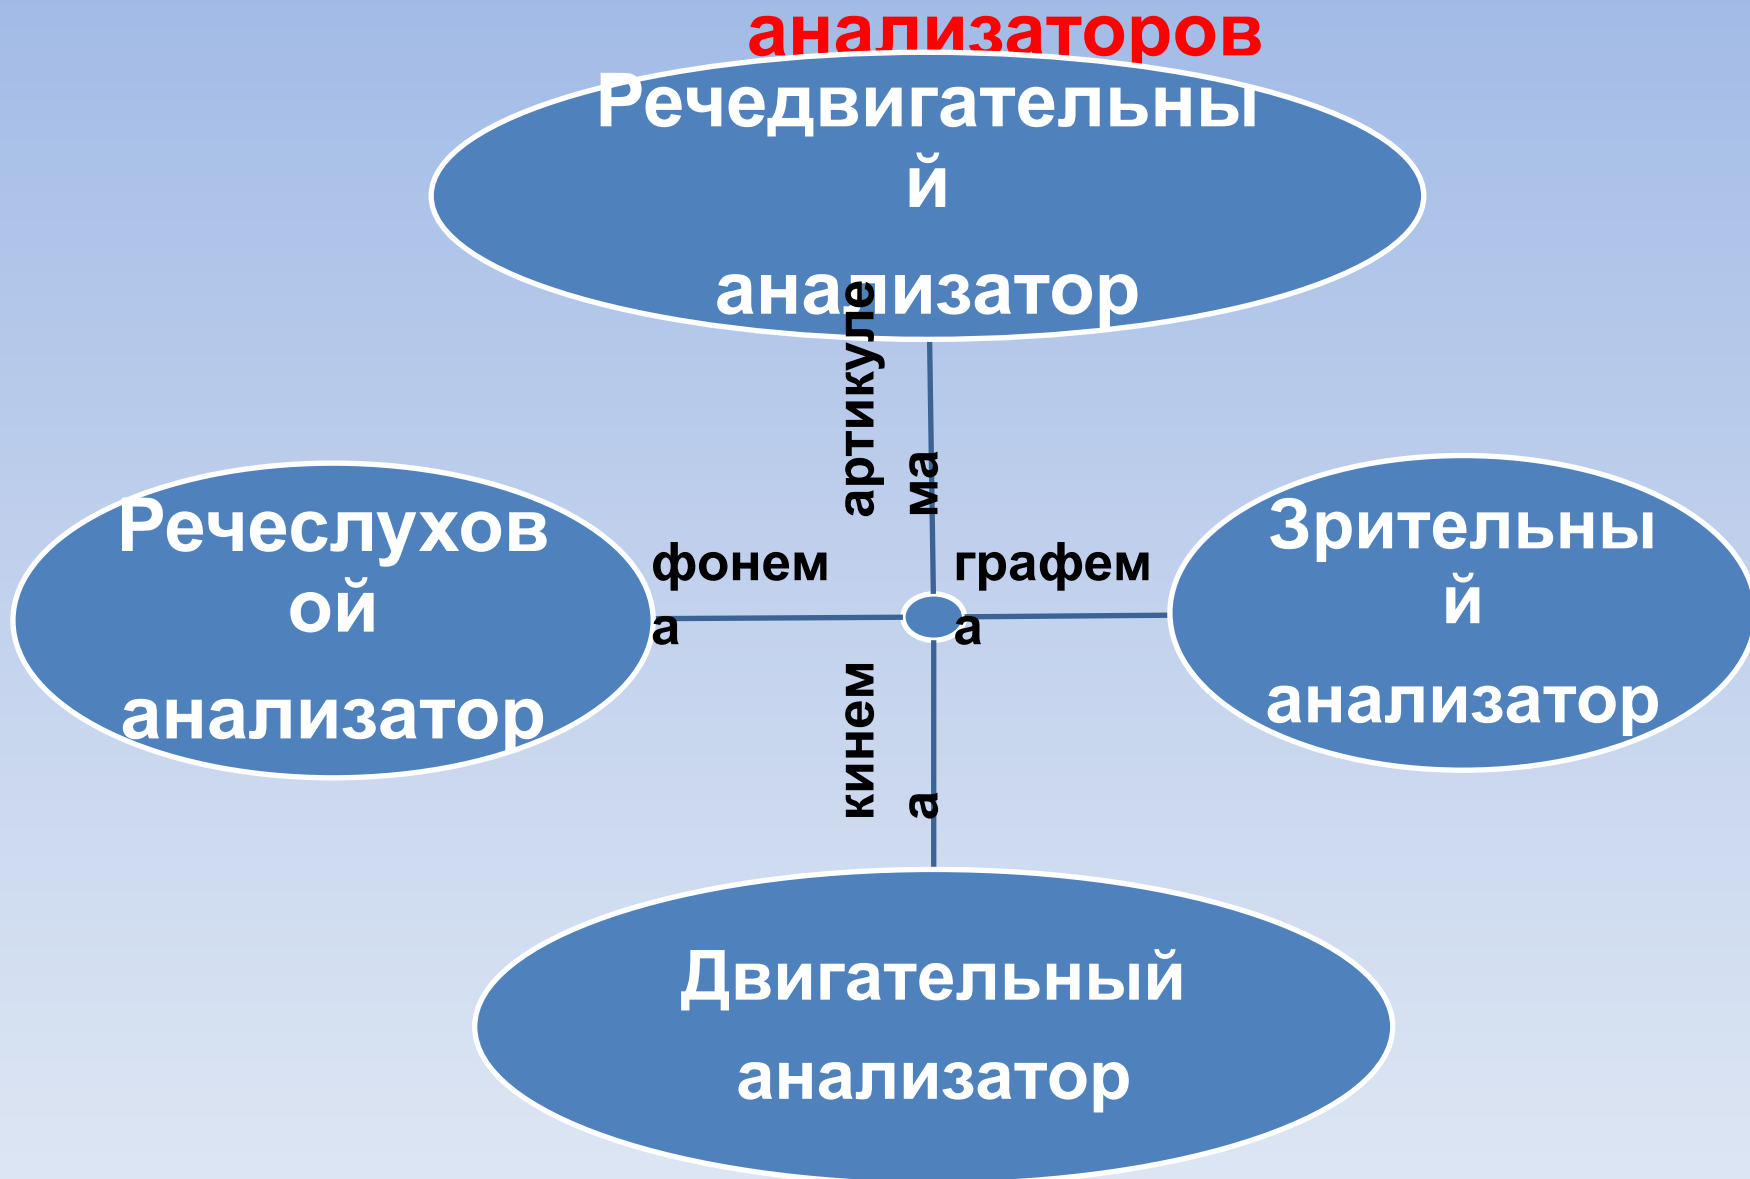 анализаторов
Речедвигательны
й
анализатор
артикуле
ма
Речеслухов
ой
анализатор
фонем
а
графем
а
Зрительны
й
анализатор
кинем
а
Двигательный
анализатор